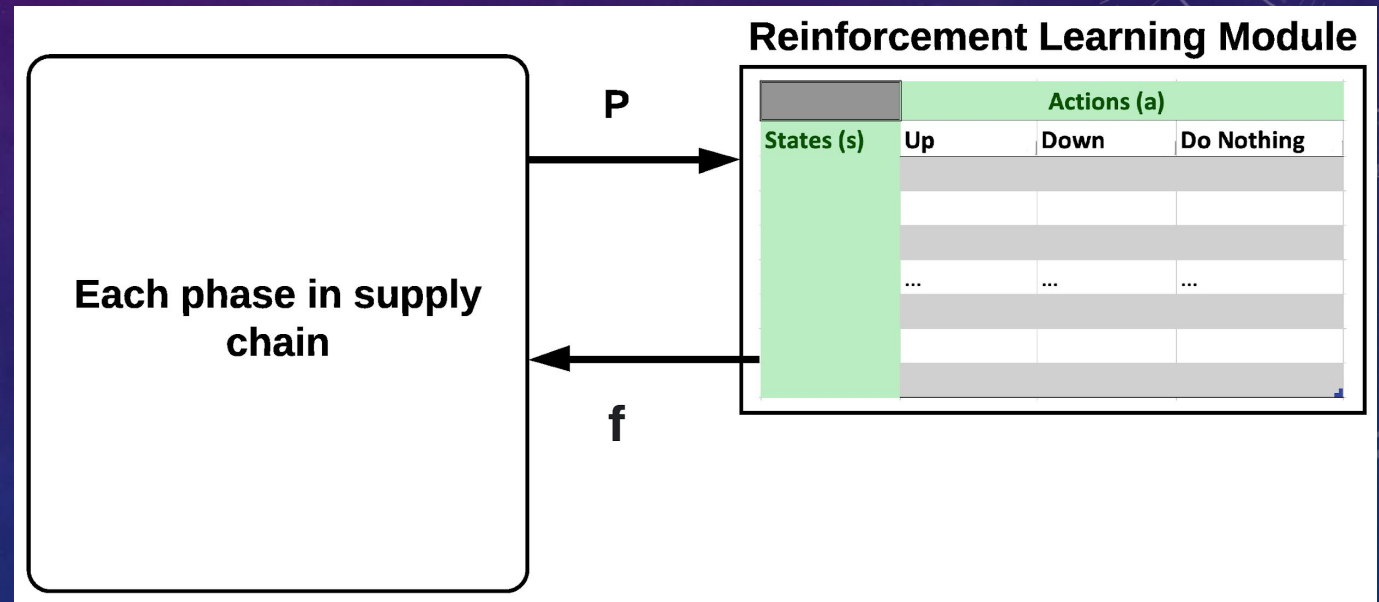 Reinforcement Learning Module
P
Actions (a)
States (s) Up Down Do Nothing
Each phase in supply
chain
... ... ...
f